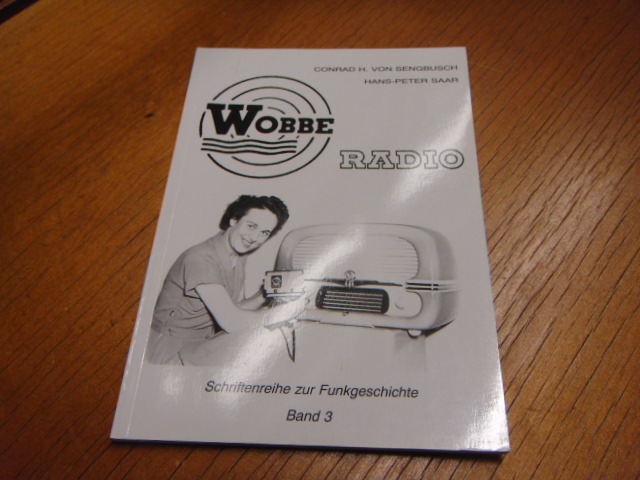 CONRAD H. VON SENGBUSCH
HANS-PETER SAAR
WOBBE
RADIO
Schriftenreihe zur Funkgeschichte
Band 3